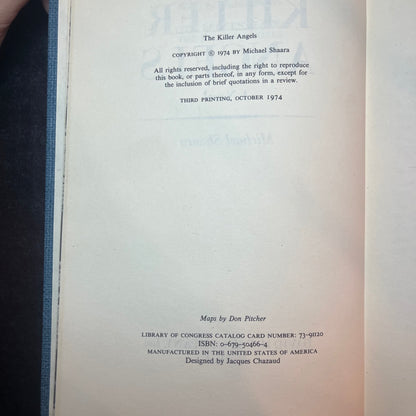 The Killer Angels
COPYRIGHT © 1974 BY Michael Shaara
All rights reserved, including the right to reproduce
this book, or parts thereof, in any form, except for
the inclusion of brief quotations in a review.
THIRD PRINTING, OCTOBER 1974
Maps by Don Pitcher
LIBRARY OF CONGRESS CATALOG CARD NUMBER: 73-91120
ISBN: 0-679-50466-4
MANUFACTURED IN THE UNITED STATES OF AMERICA
Designed by Jacques Chazaud